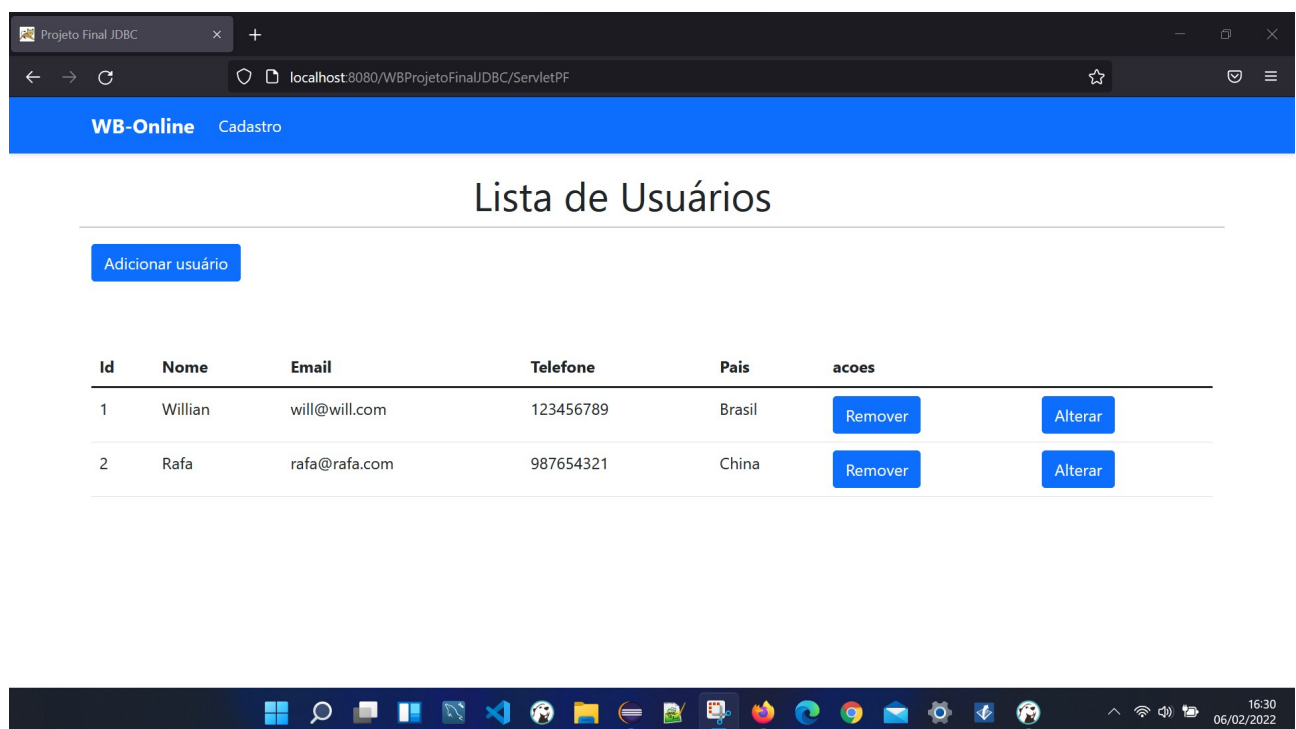 Projeto Final JDBC
localhost:8080/WBProjetoFinalJDBC/ServletPF
WB-Online Cadastro
Lista de Usuários
Adicionar usuário
Id Nome Email Telefone Pais acoes
1 Willian will@will.com 123456789 Brasil Remover Alterar
2 Rafa rafa@rafa.com 987654321 China Remover Alterar
16:30
06/02/2022